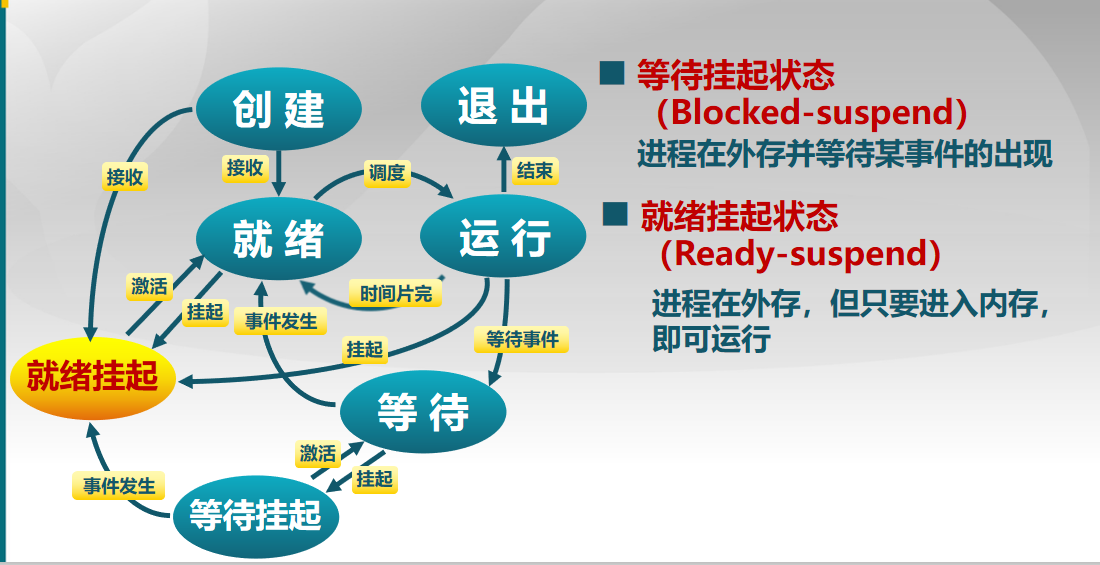 创 建
退 出
接收
接收
调度
结束
就 绪
运 行
激活
挂起
时间片完
事件发生
挂起
等待事件
就绪挂起
等 待
激活
挂起
事件发生
等待挂起
等待挂起状态
（Blocked-suspend）
进程在外存并等待某事件的出现
就绪挂起状态
（Ready-suspend）
进程在外存，但只要进入内存，
即可运行